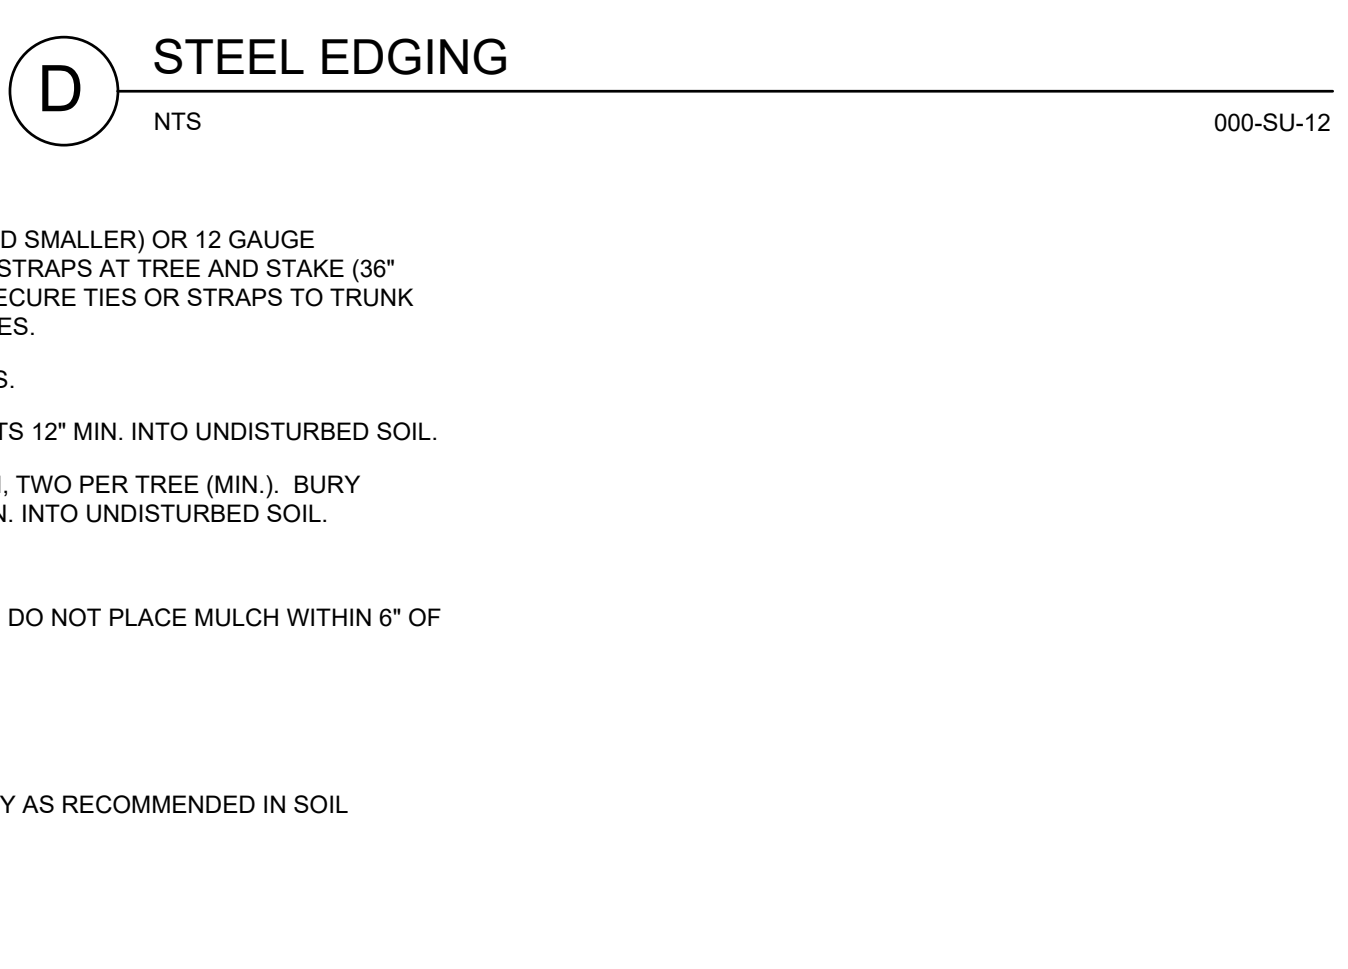 D
STEEL EDGING
NTS
000-SU-12
D SMALLER) OR 12 GAUGE
STRAPS AT TREE AND STAKE (36"
ECURE TIES OR STRAPS TO TRUNK
ES.
S.
TS 12" MIN. INTO UNDISTURBED SOIL.
, TWO PER TREE (MIN.).  BURY
N. INTO UNDISTURBED SOIL.
DO NOT PLACE MULCH WITHIN 6" OF
Y AS RECOMMENDED IN SOIL